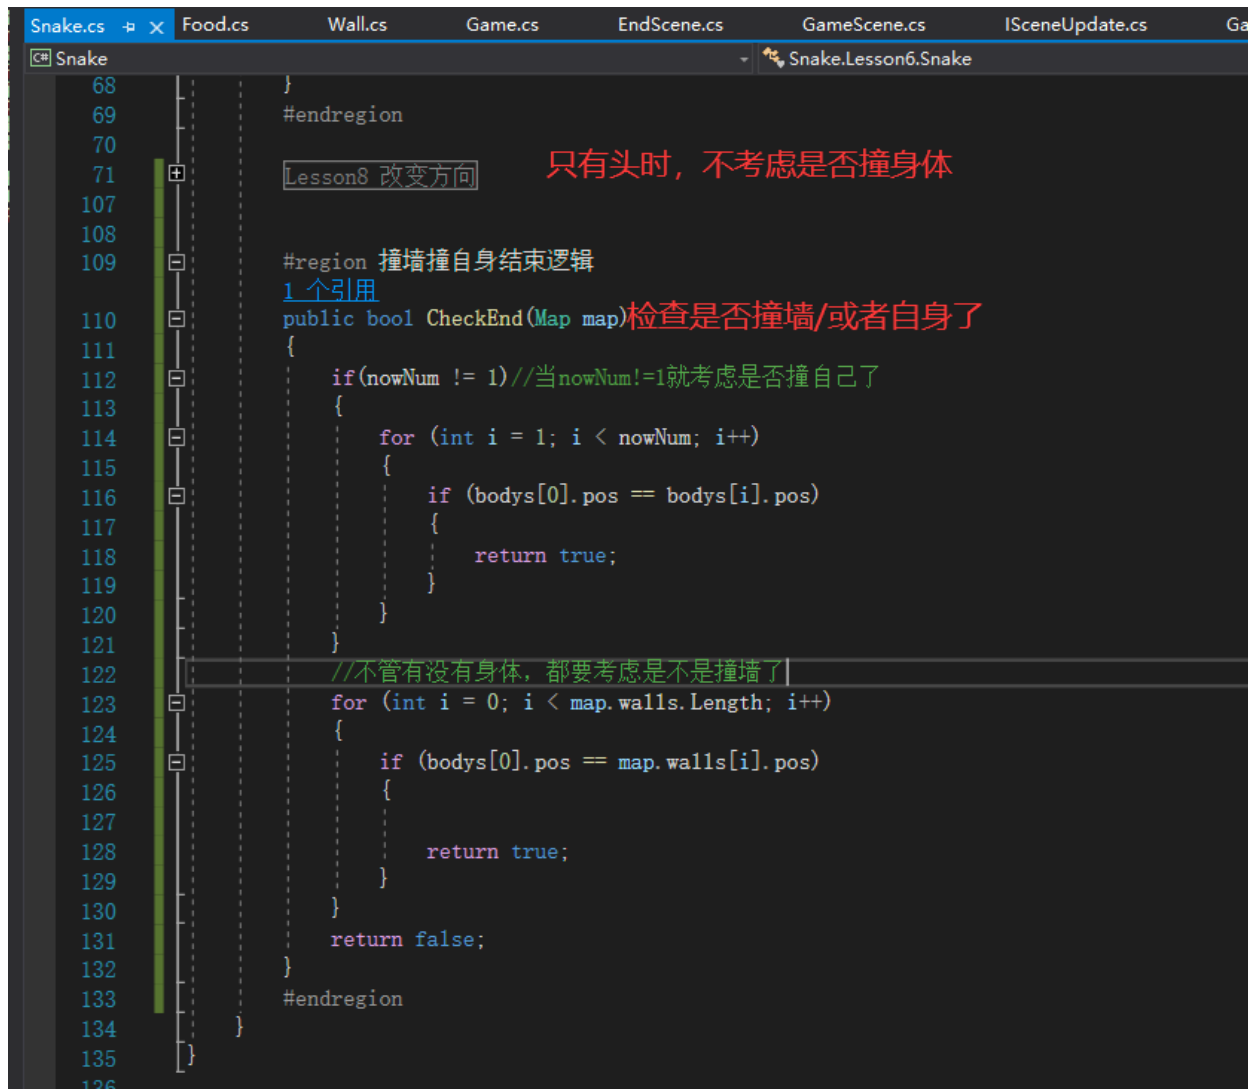 Snake.cs Food.cs Wall.cs Game.cs EndScene.cs GameScene.cs ISceneUpdate.cs Ga
C# Snake Snake.Lesson6.Snake
68 }
69 #endregion
70
71 Lesson8 改变方向 只有头时，不考虑是否撞身体
107
108
109 #region 撞墙撞自身结束逻辑
1 个引用
110 public bool CheckEnd(Map map)检查是否撞墙/或者自身了
111 {
112 if(nowNum != 1)//当nowNum!=1就考虑是否撞自己了
113 {
114 for (int i = 1; i < nowNum; i++)
115 {
116 if (bodys[0].pos == bodys[i].pos)
117 {
118 return true;
119 }
120 }
121 }
122 //不管有没有身体，都要考虑是不是撞墙了
123 for (int i = 0; i < map.walls.Length; i++)
124 {
125 if (bodys[0].pos == map.walls[i].pos)
126 {
127
128 return true;
129 }
130 }
131 return false;
132 }
133 #endregion
134 }
135 }
136